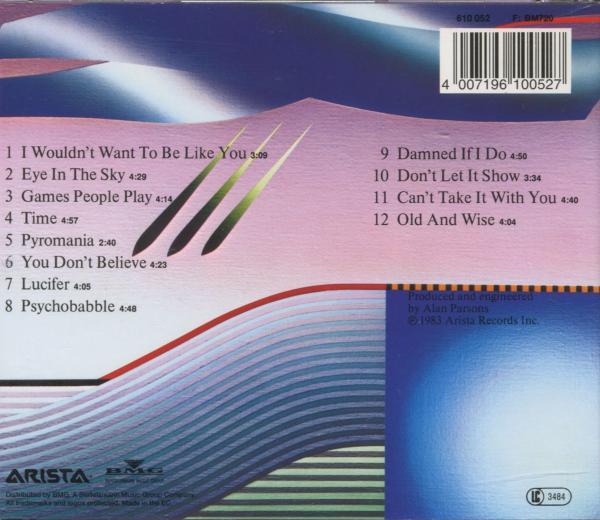 610 052 F: BM720
4 007196 100527
1 I Wouldn't Want To Be Like You 3:09
2 Eye In The Sky 4:29
3 Games People Play 4:14
4 Time 4:57
5 Pyromania 2:40
6 You Don't Believe 4:23
7 Lucifer 4:05
8 Psychobabble 4:48
9 Damned If I Do 4:50
10 Don't Let It Show 3:34
11 Can't Take It With You 4:40
12 Old And Wise 4:04
Produced and engineered
by Alan Parsons
℗ 1983 Arista Records Inc.
ARISTA
BMG
Distributed by BMG. A Bertelsmann Music Group Company.
All trademarks and logos protected. Made in the EC
LC 3484